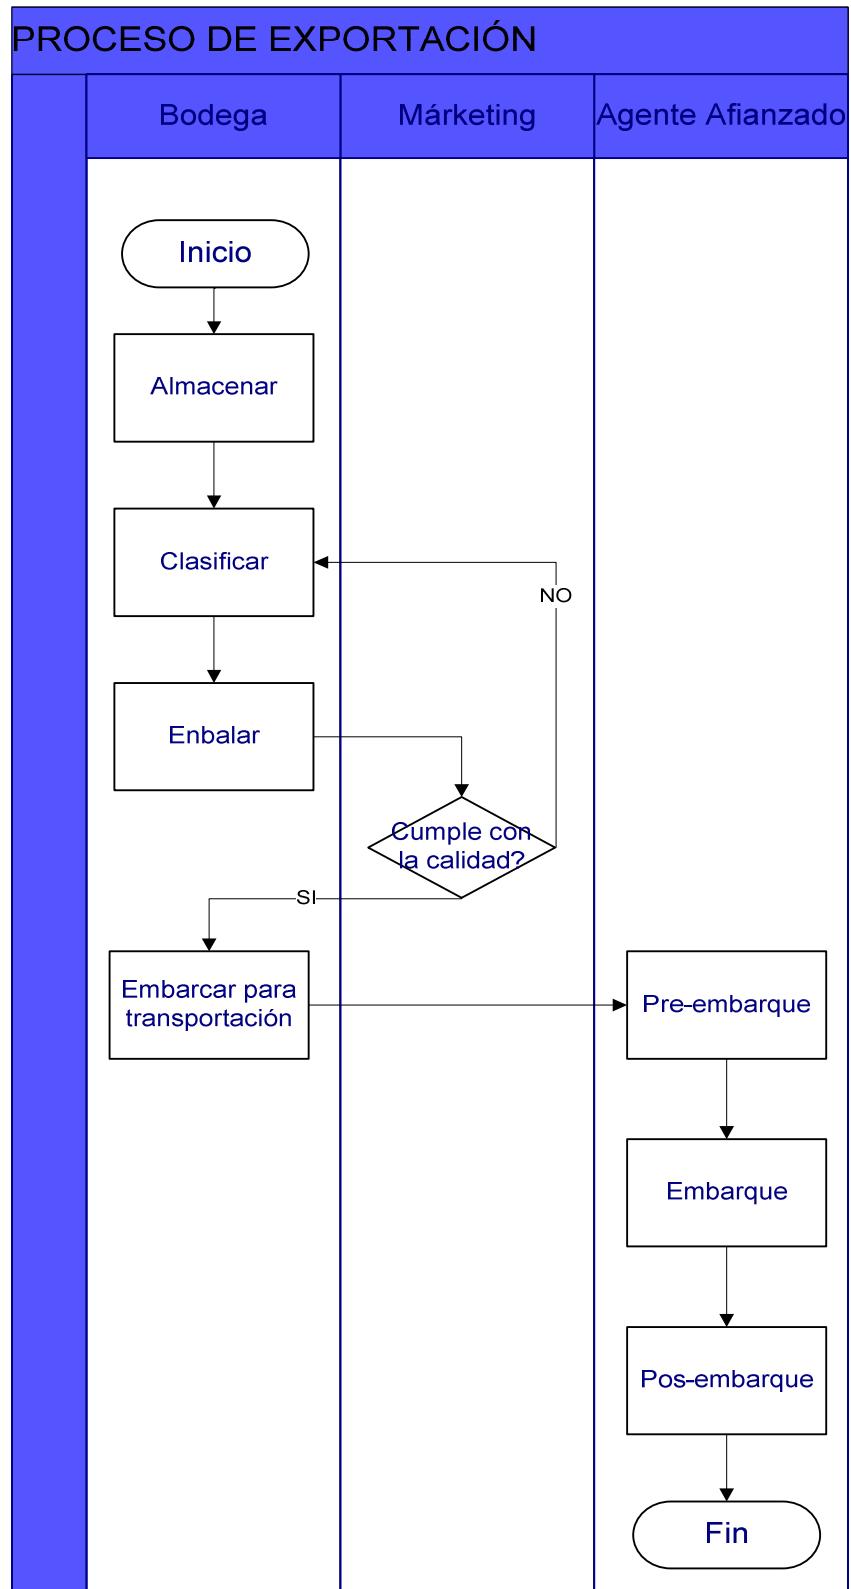 PROCESO DE EXPORTACIÓN
Bodega
Márketing
Agente Afianzado
Inicio
Almacenar
Clasificar
NO
Enbalar
Cumple con
la calidad?
SI
Embarcar para
transportación
Pre-embarque
Embarque
Pos-embarque
Fin